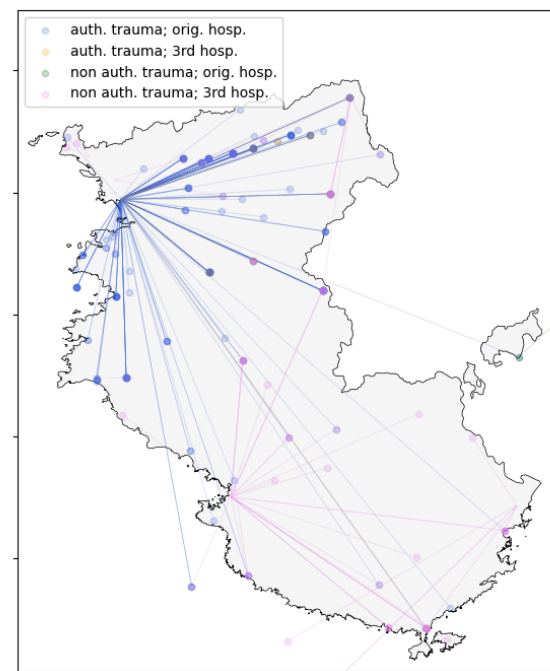 auth. trauma; orig. hosp.
auth. trauma; 3rd hosp.
non auth. trauma; orig. hosp.
non auth. trauma; 3rd hosp.